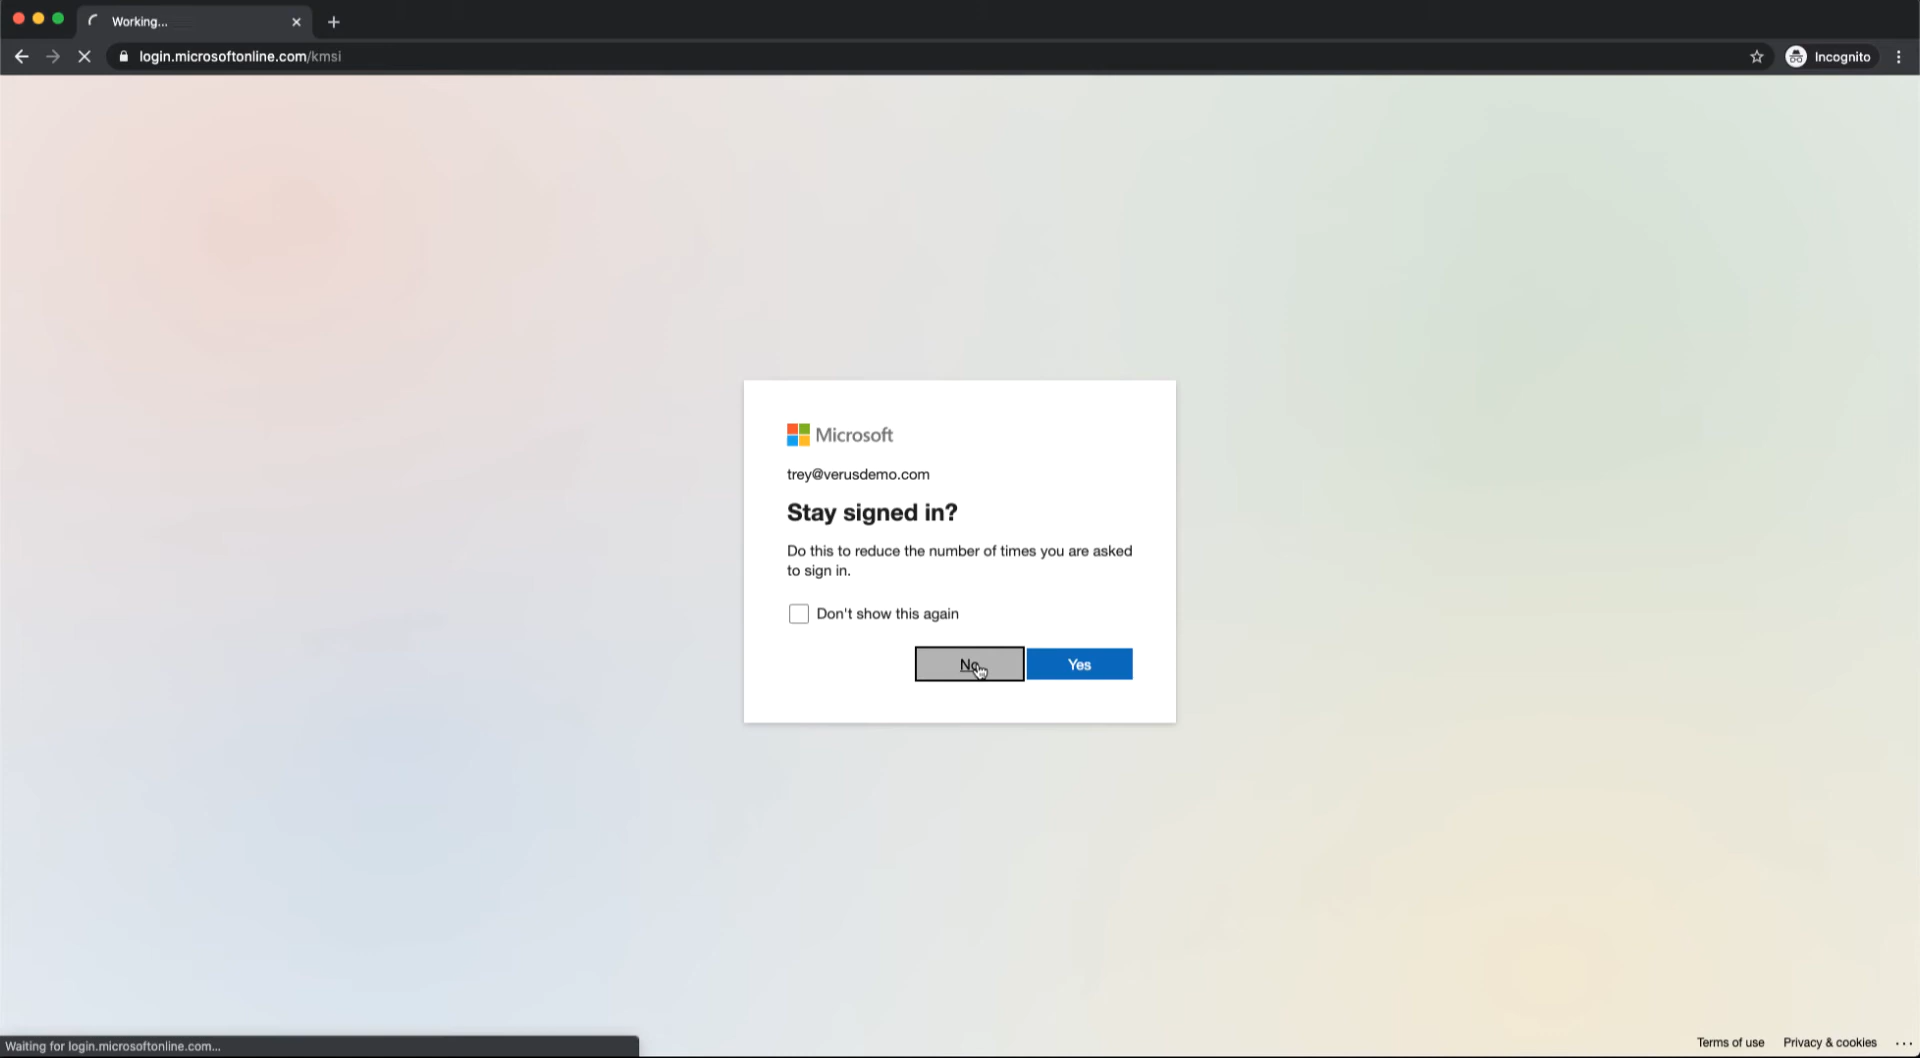 Working...
login.microsoftonline.com/kmsi
Incognito
Microsoft
trey@verusdemo.com
Stay signed in?
Do this to reduce the number of times you are asked
to sign in.
Don't show this again
No
Yes
Waiting for login.microsoftonline.com...
Terms of use
Privacy & cookies